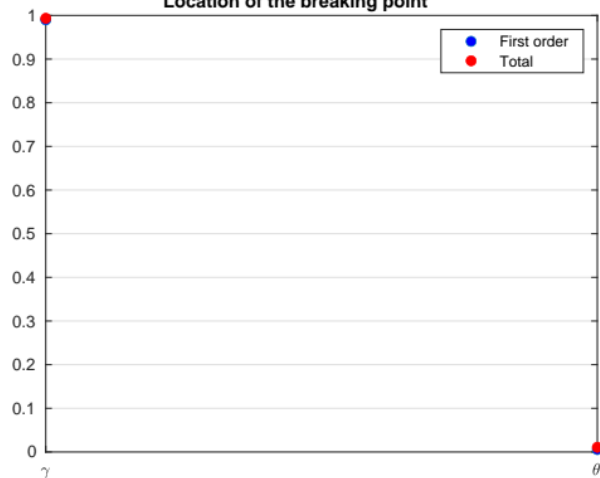 Location of the breaking point
1
First order
Total
0.9
0.8
0.7
0.6
0.5
0.4
0.3
0.2
0.1
0
γ θ